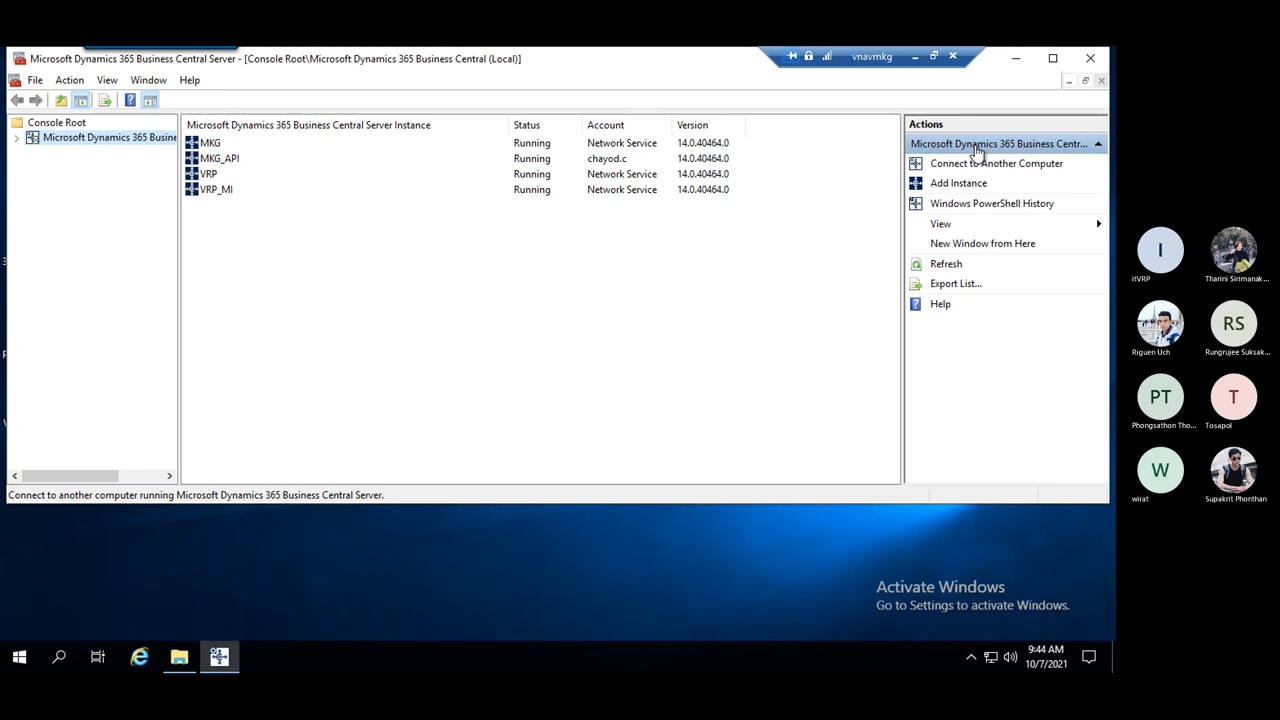 Microsoft Dynamics 365 Business Central Server - [Console Root\Microsoft Dynamics 365 Business Central (Local)]
vnavmkg
File Action View Window Help
Console Root
Microsoft Dynamics 365 Busine
Microsoft Dynamics 365 Business Central Server Instance Status Account Version
MKG Running Network Service 14.0.40464.0
MKG_API Running chayod.c 14.0.40464.0
VRP Running Network Service 14.0.40464.0
VRP_MI Running Network Service 14.0.40464.0
Actions
Microsoft Dynamics 365 Business Centr...
Connect to Another Computer
Add Instance
Windows PowerShell History
View
New Window from Here
Refresh
Export List...
Help
Connect to another computer running Microsoft Dynamics 365 Business Central Server.
Activate Windows
Go to Settings to activate Windows.
9:44 AM
10/7/2021
I
itVRP
Tharini Sirimanak...
Riguen Uch
RS
Rungrujee Suksak...
PT
Phongsathon Tho...
T
Tosapol
W
wirat
Supakrit Phonthan